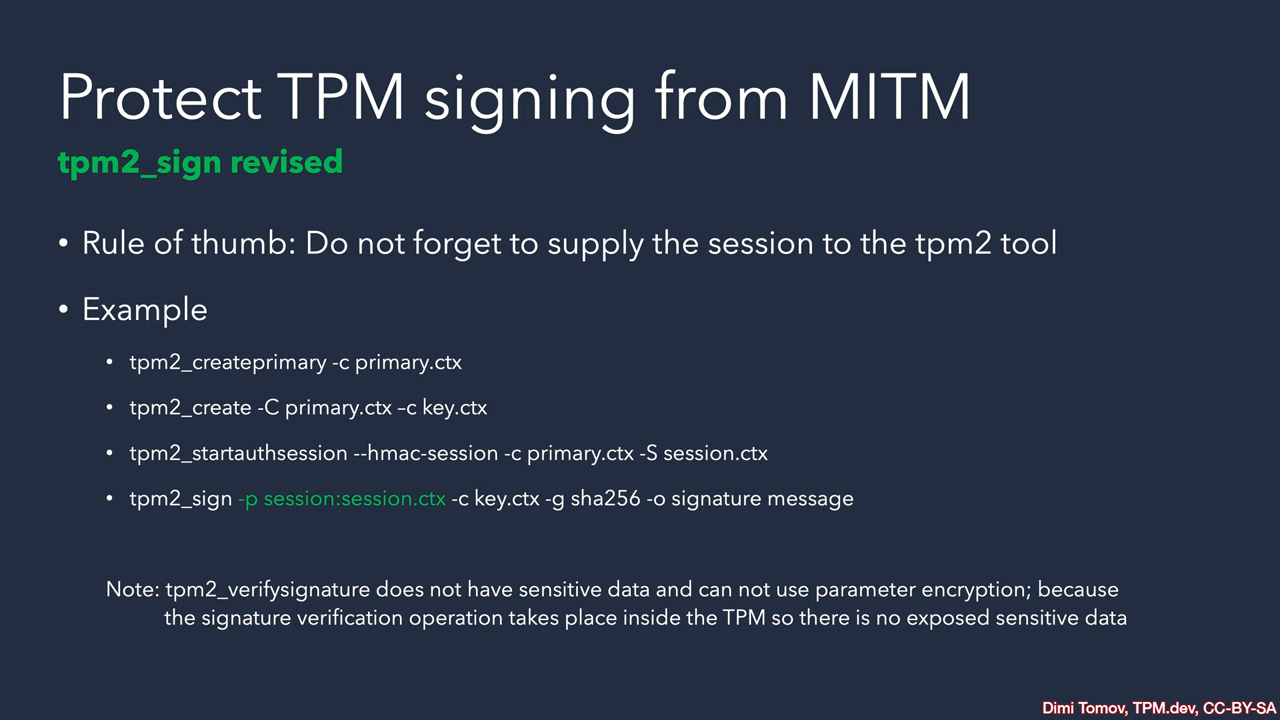 Protect TPM signing from MITM
tpm2_sign revised
• Rule of thumb: Do not forget to supply the session to the tpm2 tool
• Example
• tpm2_createprimary -c primary.ctx
• tpm2_create -C primary.ctx –c key.ctx
• tpm2_startauthsession --hmac-session -c primary.ctx -S session.ctx
• tpm2_sign -p session:session.ctx -c key.ctx -g sha256 -o signature message
Note: tpm2_verifysignature does not have sensitive data and can not use parameter encryption; because
the signature verification operation takes place inside the TPM so there is no exposed sensitive data
Dimi Tomov, TPM.dev, CC-BY-SA